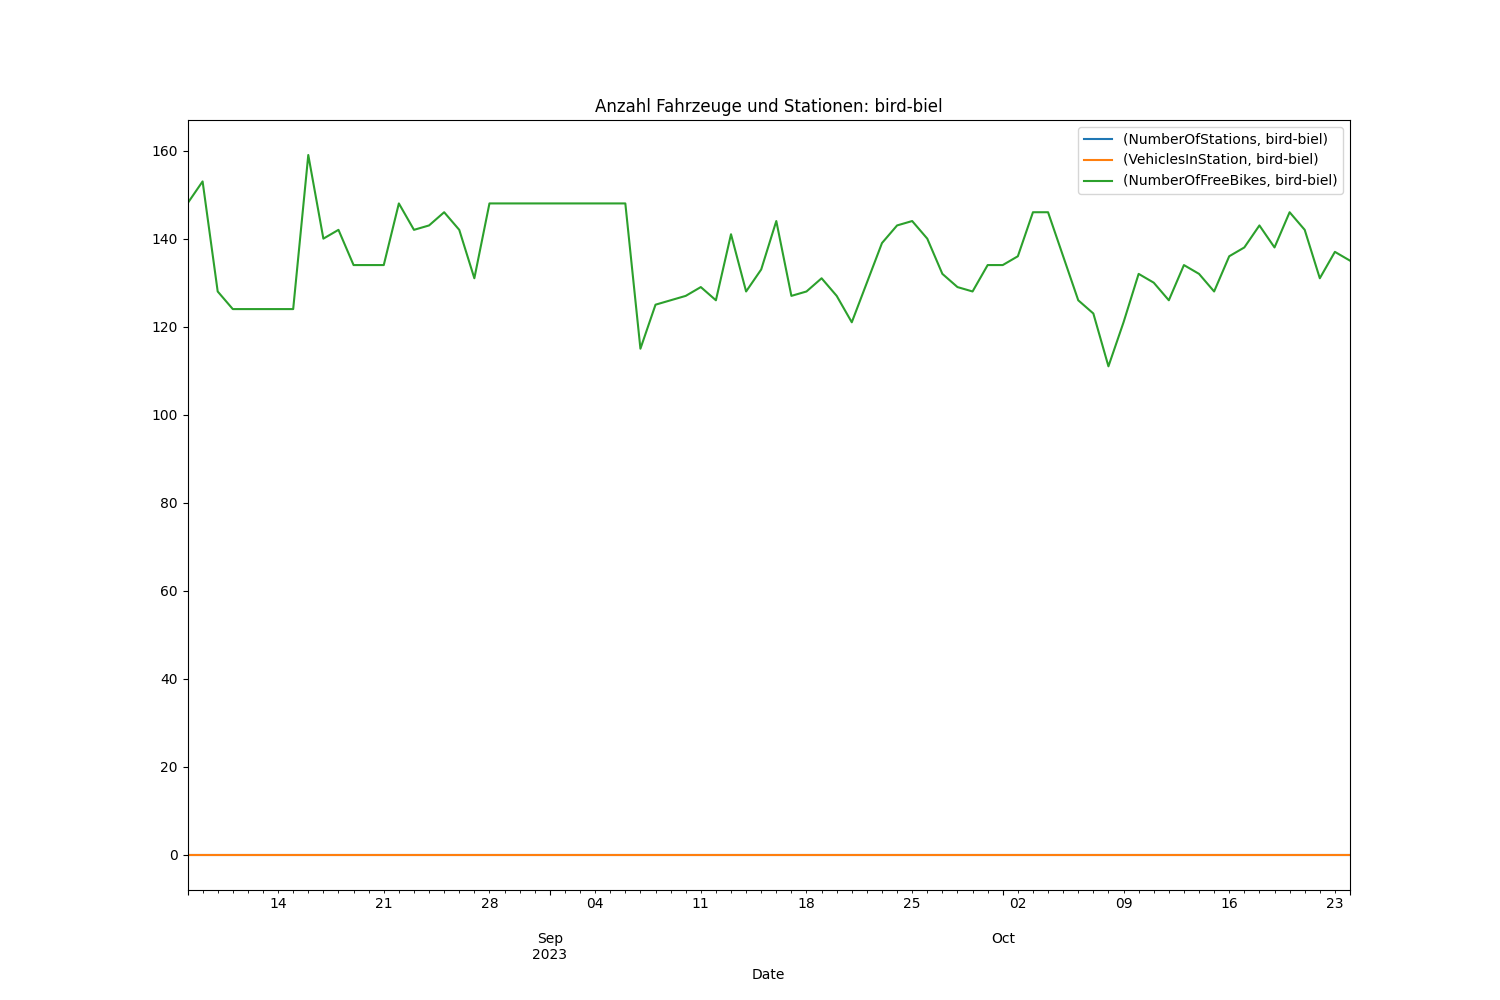 Anzahl Fahrzeuge und Stationen: bird-biel
(NumberOfStations, bird-biel)
(VehiclesInStation, bird-biel)
(NumberOfFreeBikes, bird-biel)
160
140
120
100
80
60
40
20
0
14 21 28 04 11 18 25 02 09 16 23
Sep Oct
2023
Date